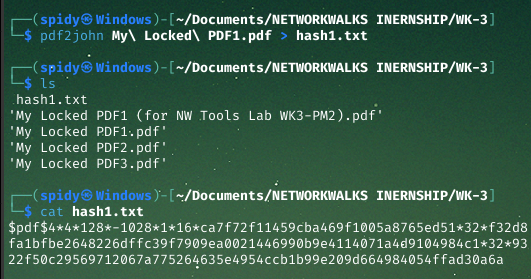 ┌──(spidy㉿Windows)-[~/Documents/NETWORKWALKS INERNSHIP/WK-3]
└─$ pdf2john My\ Locked\ PDF1.pdf > hash1.txt
┌──(spidy㉿Windows)-[~/Documents/NETWORKWALKS INERNSHIP/WK-3]
└─$ ls
hash1.txt
'My Locked PDF1 (for NW Tools Lab WK3-PM2).pdf'
'My Locked PDF1.pdf'
'My Locked PDF2.pdf'
'My Locked PDF3.pdf'
┌──(spidy㉿Windows)-[~/Documents/NETWORKWALKS INERNSHIP/WK-3]
└─$ cat hash1.txt
$pdf$4*4*128*-1028*1*16*ca7f72f11459cba469f1005a8765ed51*32*f32d8
fa1bfbe2648226dffc39f7909ea0021446990b9e4114071a4d9104984c1*32*93
22f50c29569712067a775264635e4954ccb1b99e209d664984054ffad30a6a